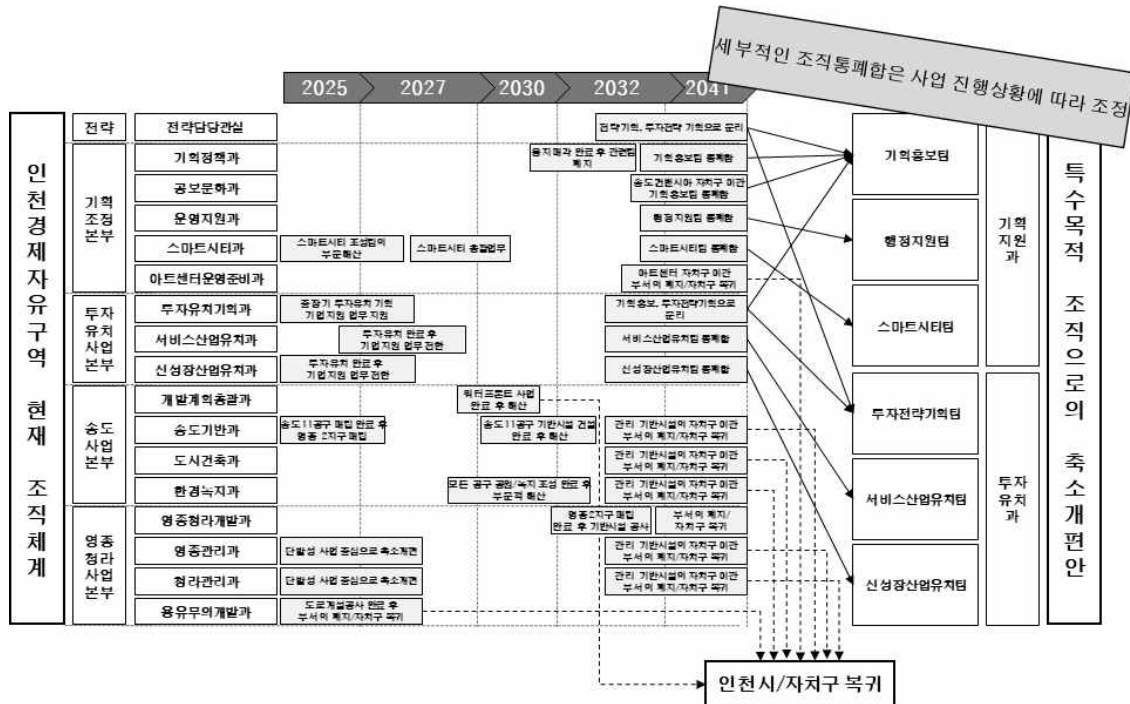 세부적인 조직통폐합은 사업 진행상황에 따라 조정
2025
2027
2030
2032
2041
인천경제자유구역 현재 조직체계
전략
전략담당관실
전략기획, 투자전략 기획으로 분리
기획
조정
본부
기획정책과
용지매각 완료 후 관련팀
폐지
기획홍보팀 통폐합
공보문화과
기획홍보팀 통폐합
운영지원과
행정지원팀 통폐합
스마트시티과
스마트시티 조성팀의
부분해산
스마트시티 총괄업무
스마트시티팀 통폐합
아트센터운영준비과
아트센터 자치구 이관
부서의 폐지/자치구 복귀
투자
유치
사업
본부
투자유치기획과
중장기 투자유치 기획
기업지원 업무 지원
기획홍보, 투자전략기획으로
분리
서비스산업유치과
투자유치 완료 후
기업지원 업무 전환
서비스산업유치팀 통폐합
신성장산업유치과
투자유치 완료 후
기업지원 업무 전환
신성장산업유치팀 통폐합
송도
사업
본부
개발계획총괄과
워터프론트 사업
완료 후 해산
송도기반과
송도11공구 매립 완료 후
영종 2지구 매립
송도11공구 기반시설 건설
완료 후 해산
관리 기반시설의 자치구 이관
부서의 폐지/자치구 복귀
도시건축과
관리 기반시설의 자치구 이관
부서의 폐지/자치구 복귀
환경녹지과
모든 공구 공원/녹지 조성 완료 후
부분적 해산
관리 기반시설의 자치구 이관
부서의 폐지/자치구 복귀
영종
청라
사업
본부
영종청라개발과
영종2지구 매립
완료 후 기반시설 공사
부서의 폐지/
자치구 복귀
영종관리과
단발성 사업 중심으로 축소개편
관리 기반시설의 자치구 이관
부서의 폐지/자치구 복귀
청라관리과
단발성 사업 중심으로 축소개편
관리 기반시설의 자치구 이관
부서의 폐지/자치구 복귀
용유무의개발과
도로개설공사 완료 후
부서의 폐지/자치구 복귀
기획홍보팀
행정지원팀
스마트시티팀
투자전략기획팀
서비스산업유치팀
신성장산업유치팀
기획
지원
과
투자
유치
과
특수목적 조직으로의 축소개편안
인천시/자치구 복귀